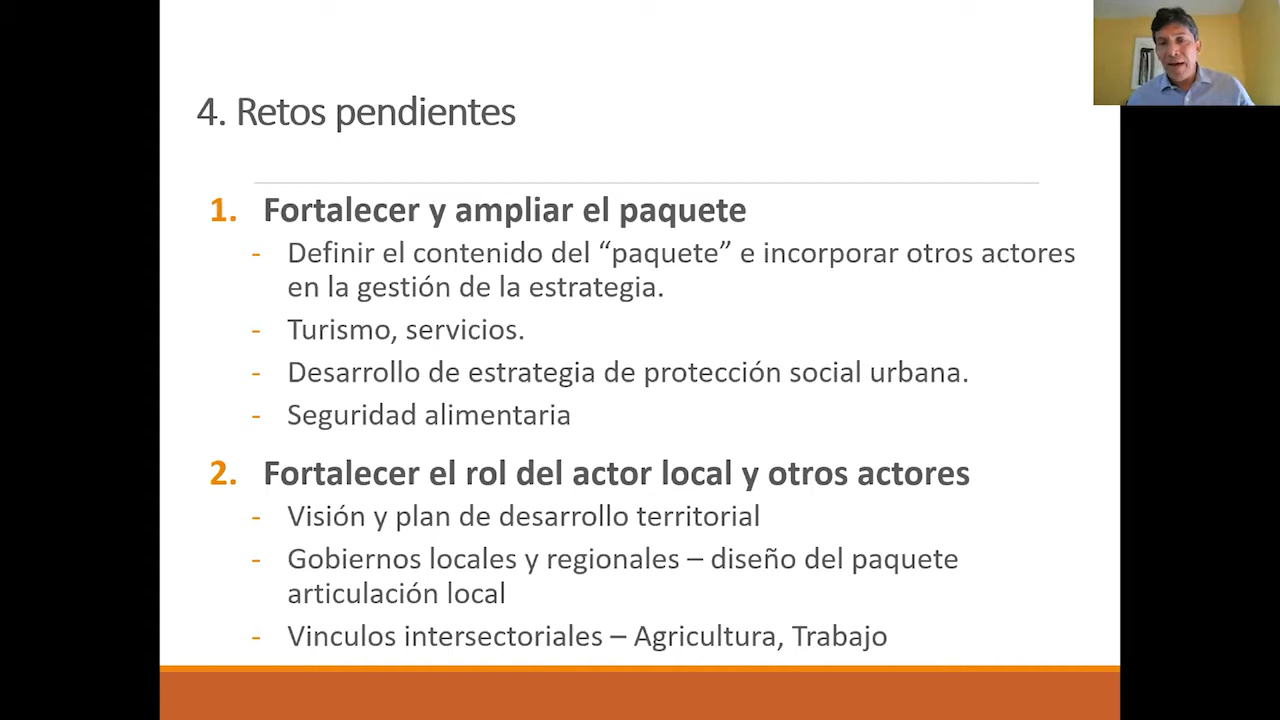 4. Retos pendientes
1. Fortalecer y ampliar el paquete
- Definir el contenido del “paquete” e incorporar otros actores
en la gestión de la estrategia.
- Turismo, servicios.
- Desarrollo de estrategia de protección social urbana.
- Seguridad alimentaria
2. Fortalecer el rol del actor local y otros actores
- Visión y plan de desarrollo territorial
- Gobiernos locales y regionales – diseño del paquete
articulación local
- Vinculos intersectoriales – Agricultura, Trabajo